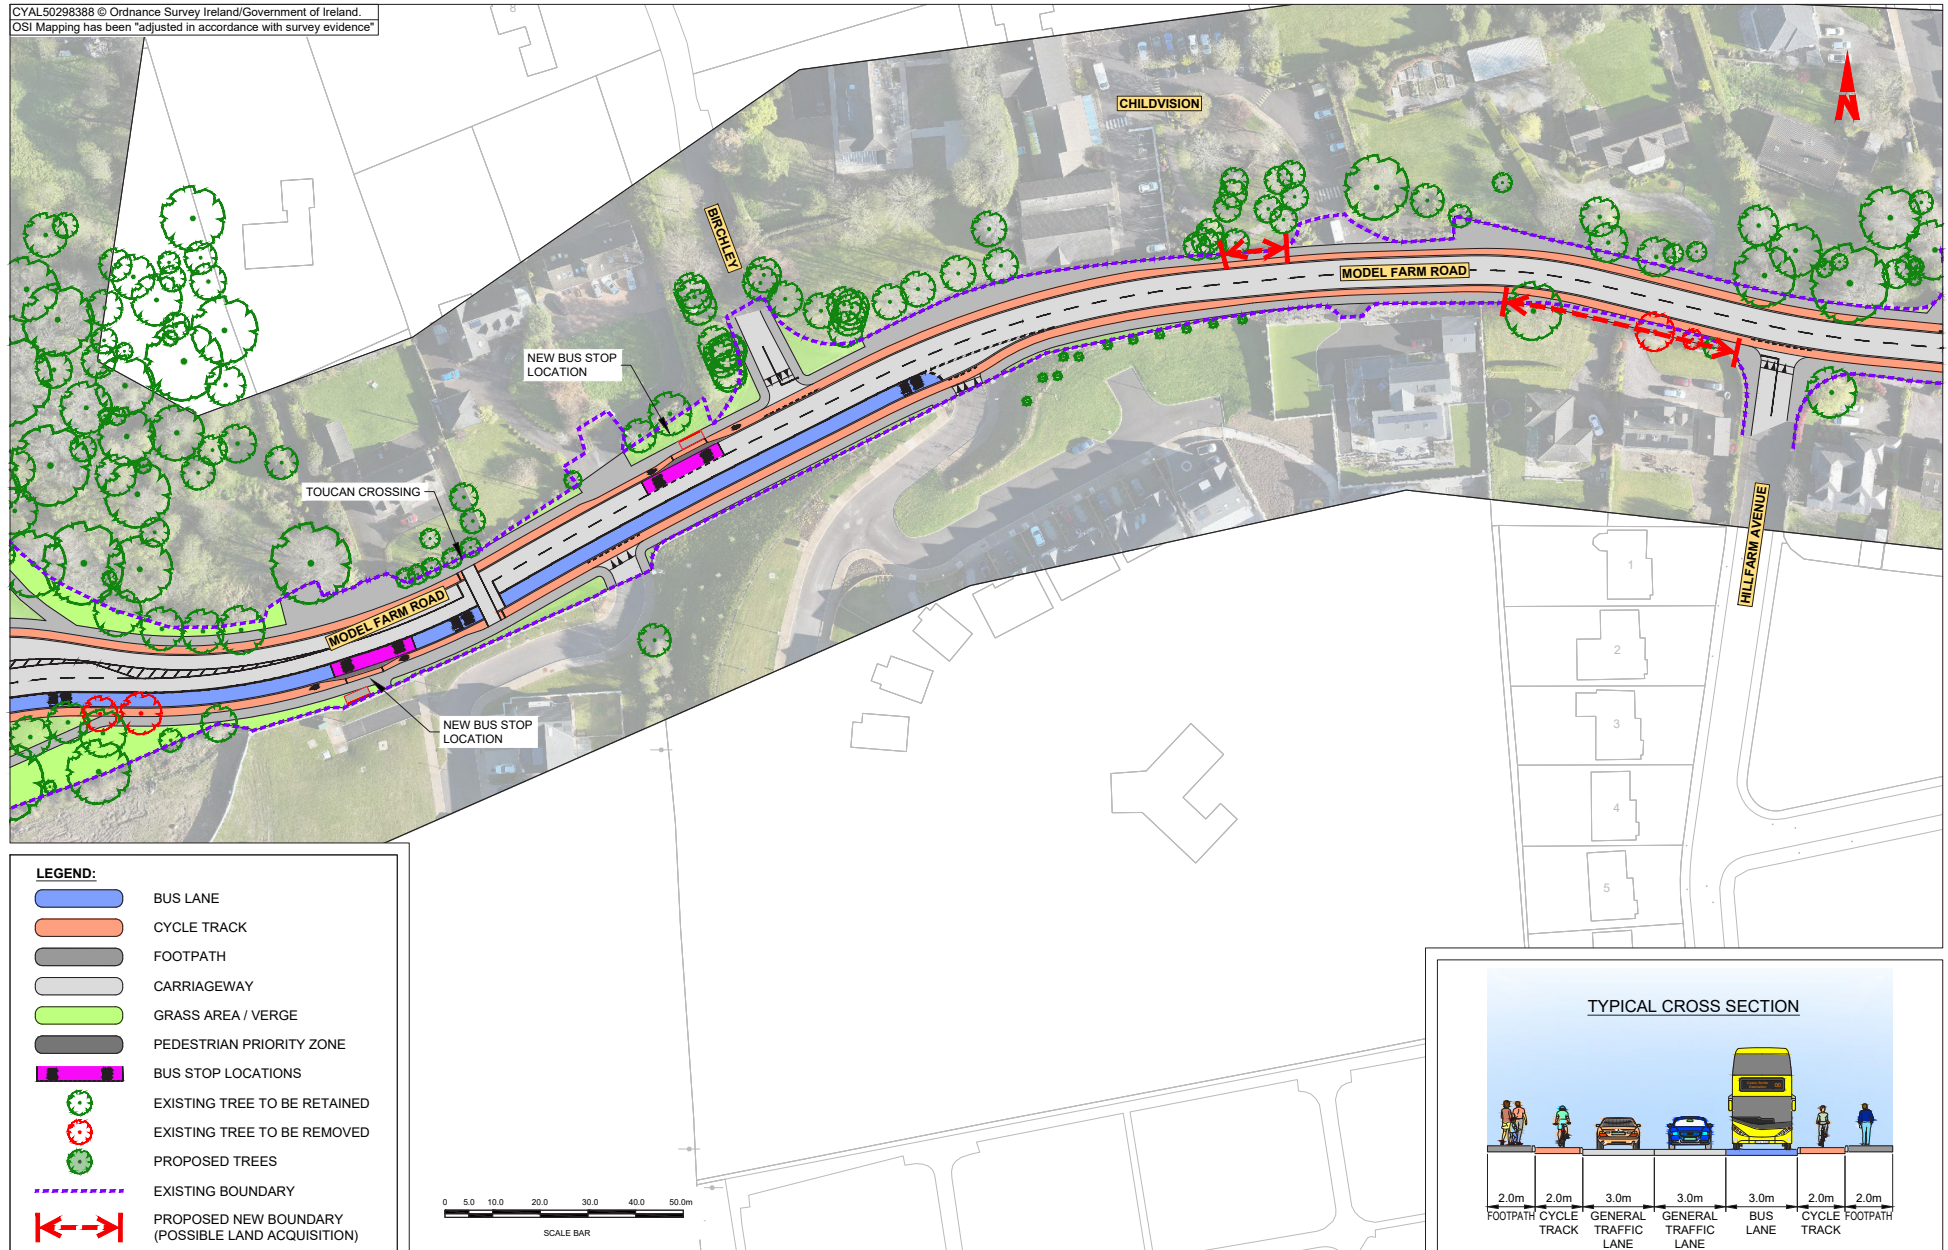 CYAL50298388 © Ordnance Survey Ireland/Government of Ireland.
OSI Mapping has been "adjusted in accordance with survey evidence"
8
CHILDVISION
N
BIRCHLEY
MODEL FARM ROAD
NEW BUS STOP
LOCATION
TOUCAN CROSSING
MODEL FARM ROAD
NEW BUS STOP
LOCATION
HILLFARM AVENUE
1
2
3
4
5
LEGEND:
BUS LANE
CYCLE TRACK
FOOTPATH
CARRIAGEWAY
GRASS AREA / VERGE
PEDESTRIAN PRIORITY ZONE
BUS STOP LOCATIONS
EXISTING TREE TO BE RETAINED
EXISTING TREE TO BE REMOVED
PROPOSED TREES
EXISTING BOUNDARY
PROPOSED NEW BOUNDARY
(POSSIBLE LAND ACQUISITION)
0 5.0 10.0 20.0 30.0 40.0 50.0m
SCALE BAR
TYPICAL CROSS SECTION
2.0m 2.0m 3.0m 3.0m 3.0m 2.0m 2.0m
FOOTPATH CYCLE GENERAL GENERAL BUS CYCLE FOOTPATH
TRACK TRAFFIC TRAFFIC LANE TRACK
LANE LANE